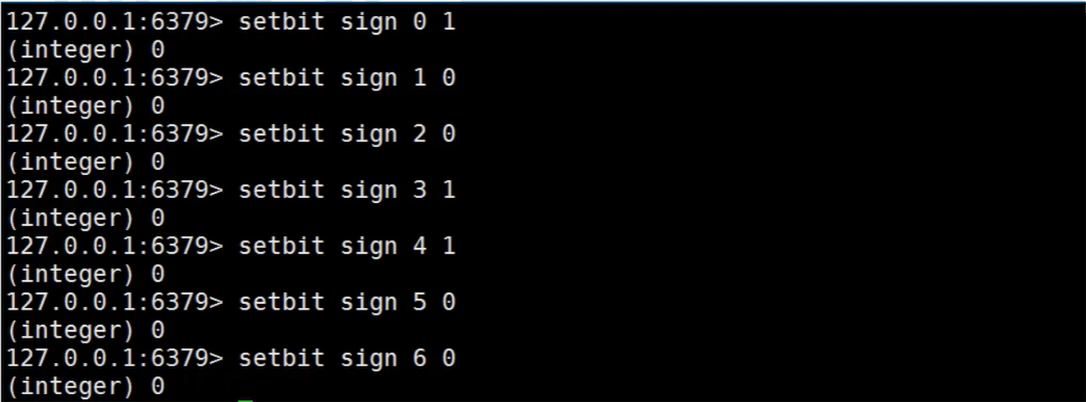 127.0.0.1:6379> setbit sign 0 1
(integer) 0
127.0.0.1:6379> setbit sign 1 0
(integer) 0
127.0.0.1:6379> setbit sign 2 0
(integer) 0
127.0.0.1:6379> setbit sign 3 1
(integer) 0
127.0.0.1:6379> setbit sign 4 1
(integer) 0
127.0.0.1:6379> setbit sign 5 0
(integer) 0
127.0.0.1:6379> setbit sign 6 0
(integer) 0